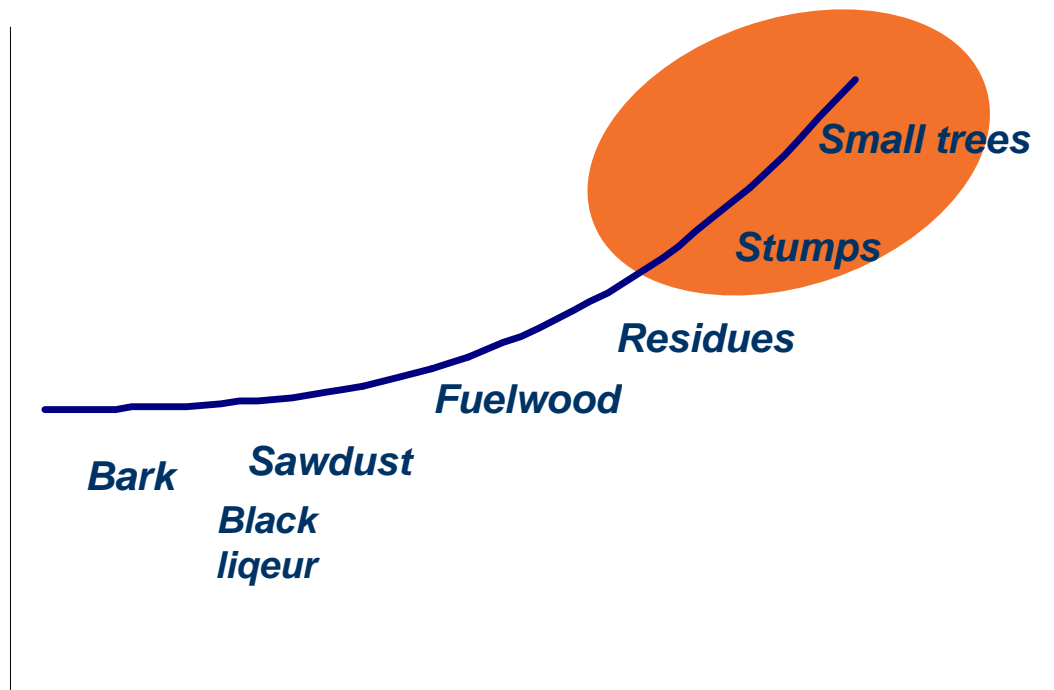 Small trees
Stumps
Residues
Fuelwood
Sawdust
Bark
Black
liqeur